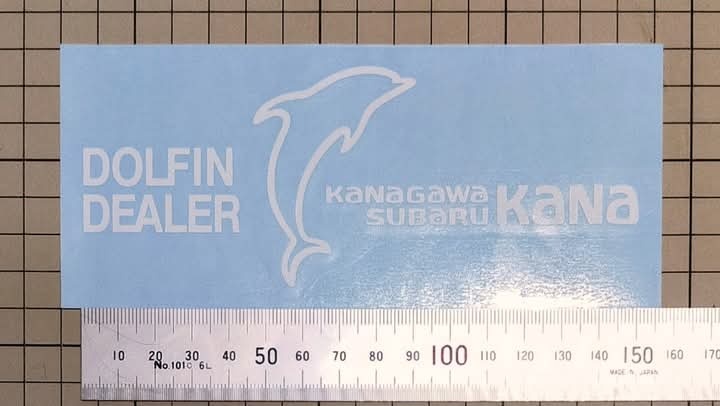 DOLFIN
DEALER
KANAGAWA
SUBARU
KANA
10 20 30 40 50 60 70 80 90 100 110 120 130 140 150 160 170
No.101C 6L
MADE IN JAPAN